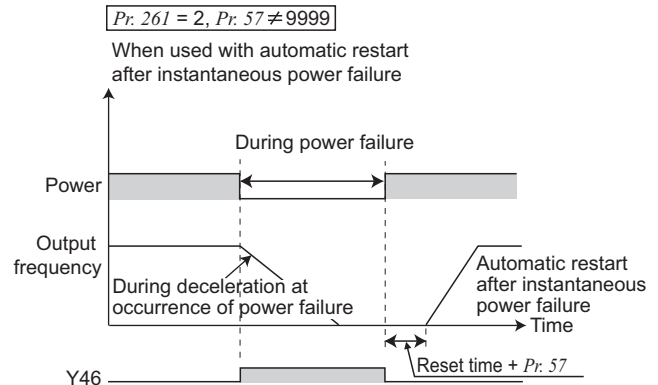 Pr. 261 = 2, Pr. 57 ≠ 9999
When used with automatic restart
after instantaneous power failure
During power failure
Power
Output
frequency
During deceleration at
occurrence of power failure
Automatic restart
after instantaneous
power failure
Time
Reset time + Pr. 57
Y46